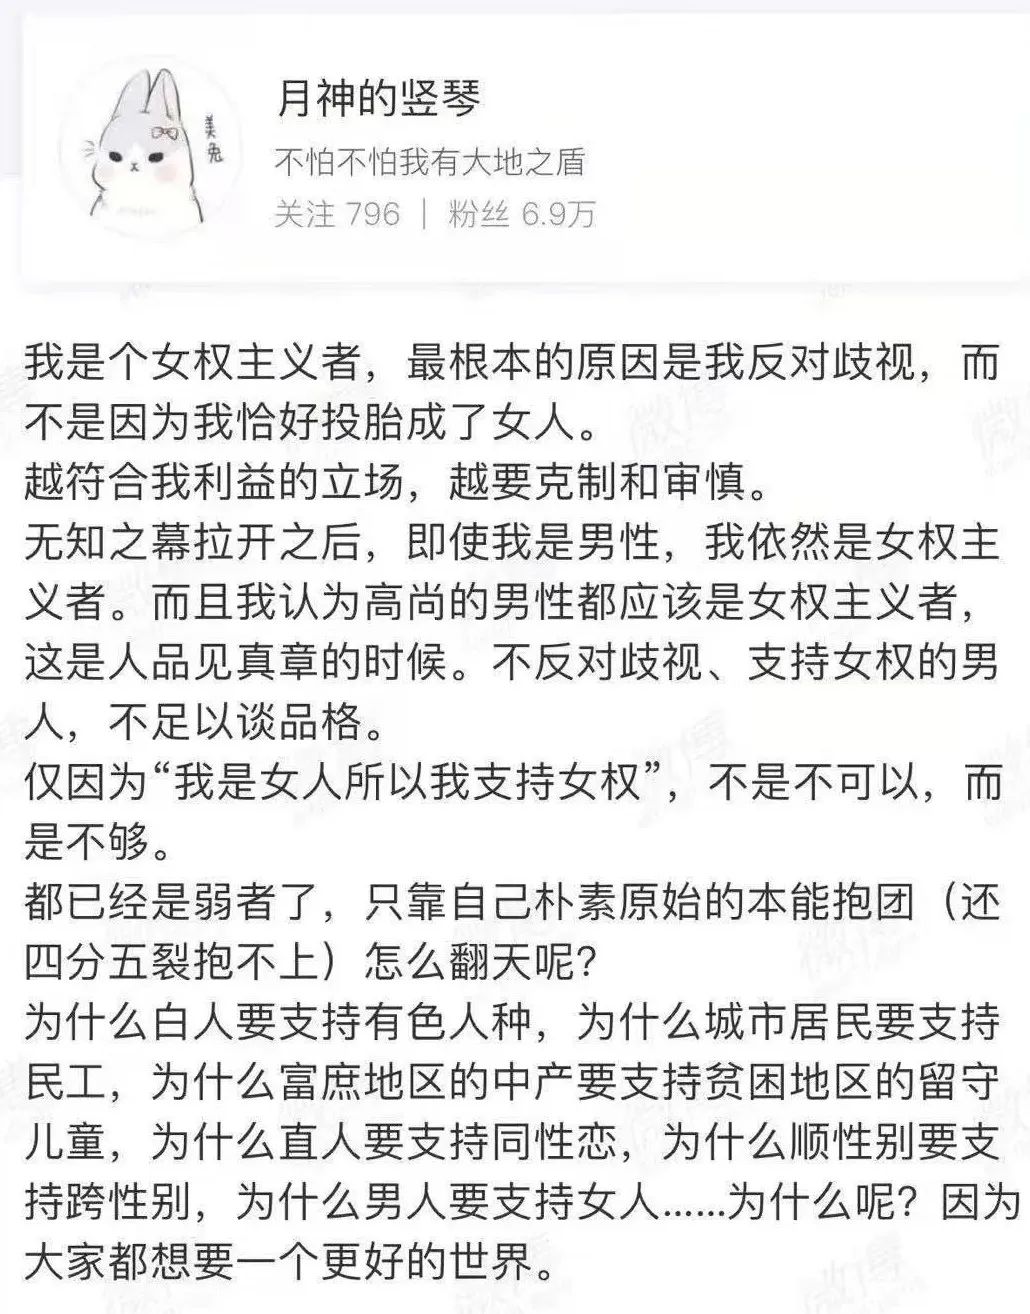 美兔
月神的竖琴
不怕不怕我有大地之盾
关注 796 | 粉丝 6.9万
我是个女权主义者，最根本的原因是我反对歧视，而
不是因为我恰好投胎成了女人。
越符合我利益的立场，越要克制和审慎。
无知之幕拉开之后，即使我是男性，我依然是女权主
义者。而且我认为高尚的男性都应该是女权主义者，
这是人品见真章的时候。不反对歧视、支持女权的男
人，不足以谈品格。
仅因为“我是女人所以我支持女权”，不是不可以，而
是不够。
都已经是弱者了，只靠自己朴素原始的本能抱团（还
四分五裂抱不上）怎么翻天呢？
为什么白人要支持有色人种，为什么城市居民要支持
民工，为什么富庶地区的中产要支持贫困地区的留守
儿童，为什么直人要支持同性恋，为什么顺性别要支
持跨性别，为什么男人要支持女人……为什么呢？因为
大家都想要一个更好的世界。